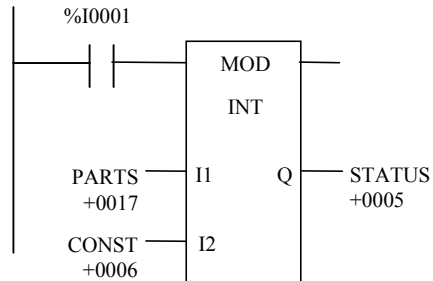 %I0001
MOD
INT
PARTS I1 Q STATUS
+0017 +0005
CONST I2
+0006